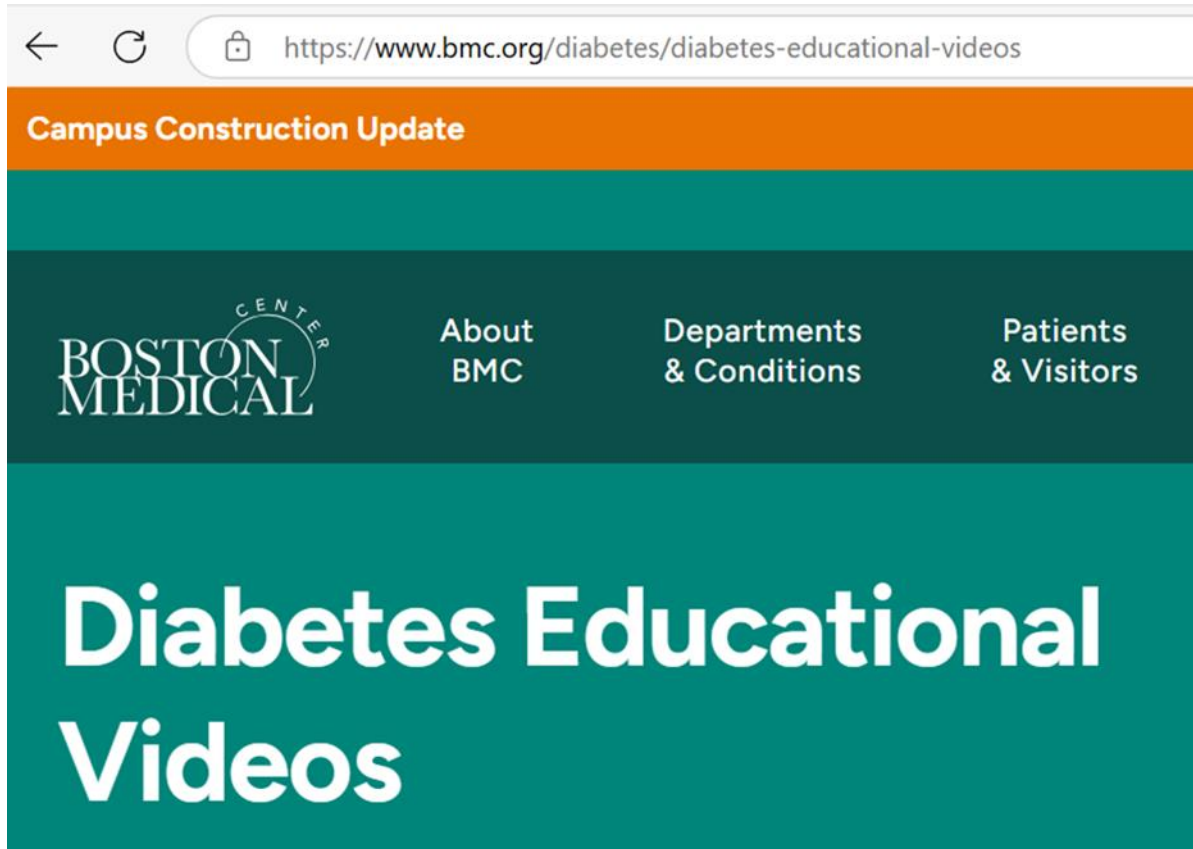 https://www.bmc.org/diabetes/diabetes-educational-videos
Campus Construction Update
BOSTON
MEDICAL
CENTER
About
BMC
Departments
& Conditions
Patients
& Visitors
Diabetes Educational
Videos